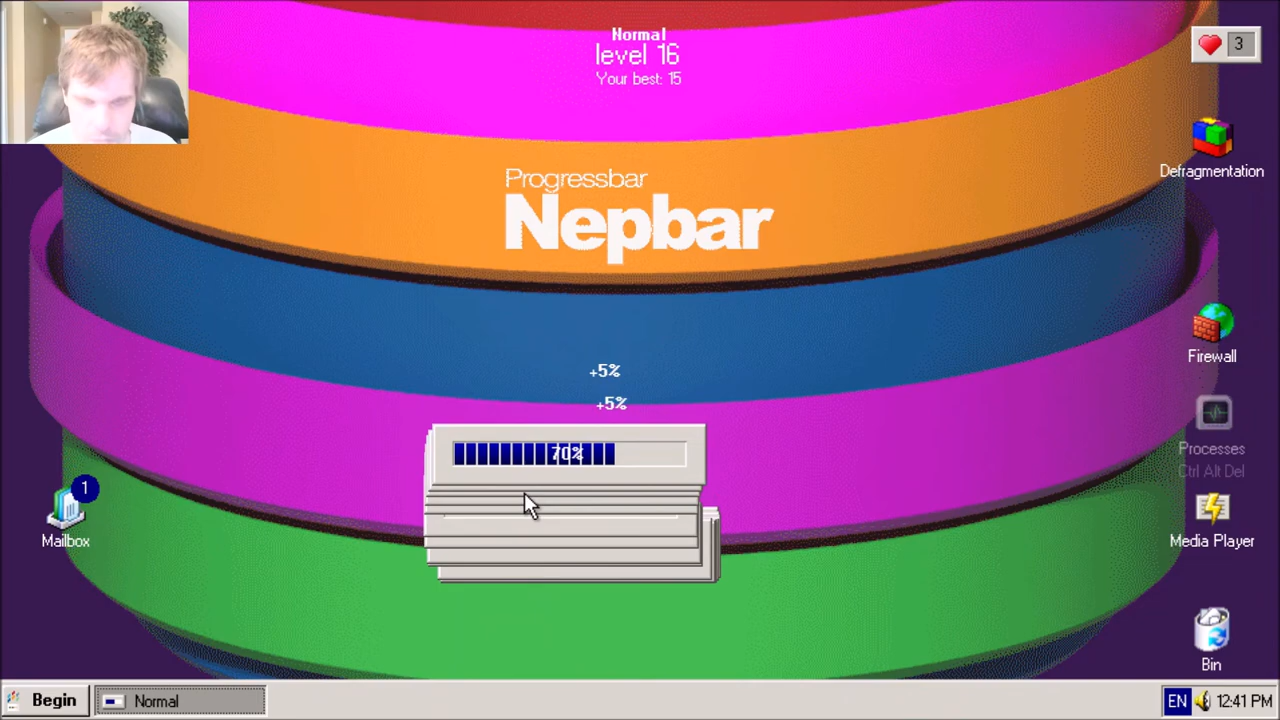 Normal
level 16
Your best: 15
3
Defragmentation
Progressbar
Nepbar
Firewall
+5%
+5%
Processes
Ctrl Alt Del
70%
1
Mailbox
Media Player
Bin
Begin
Normal
EN
12:41 PM